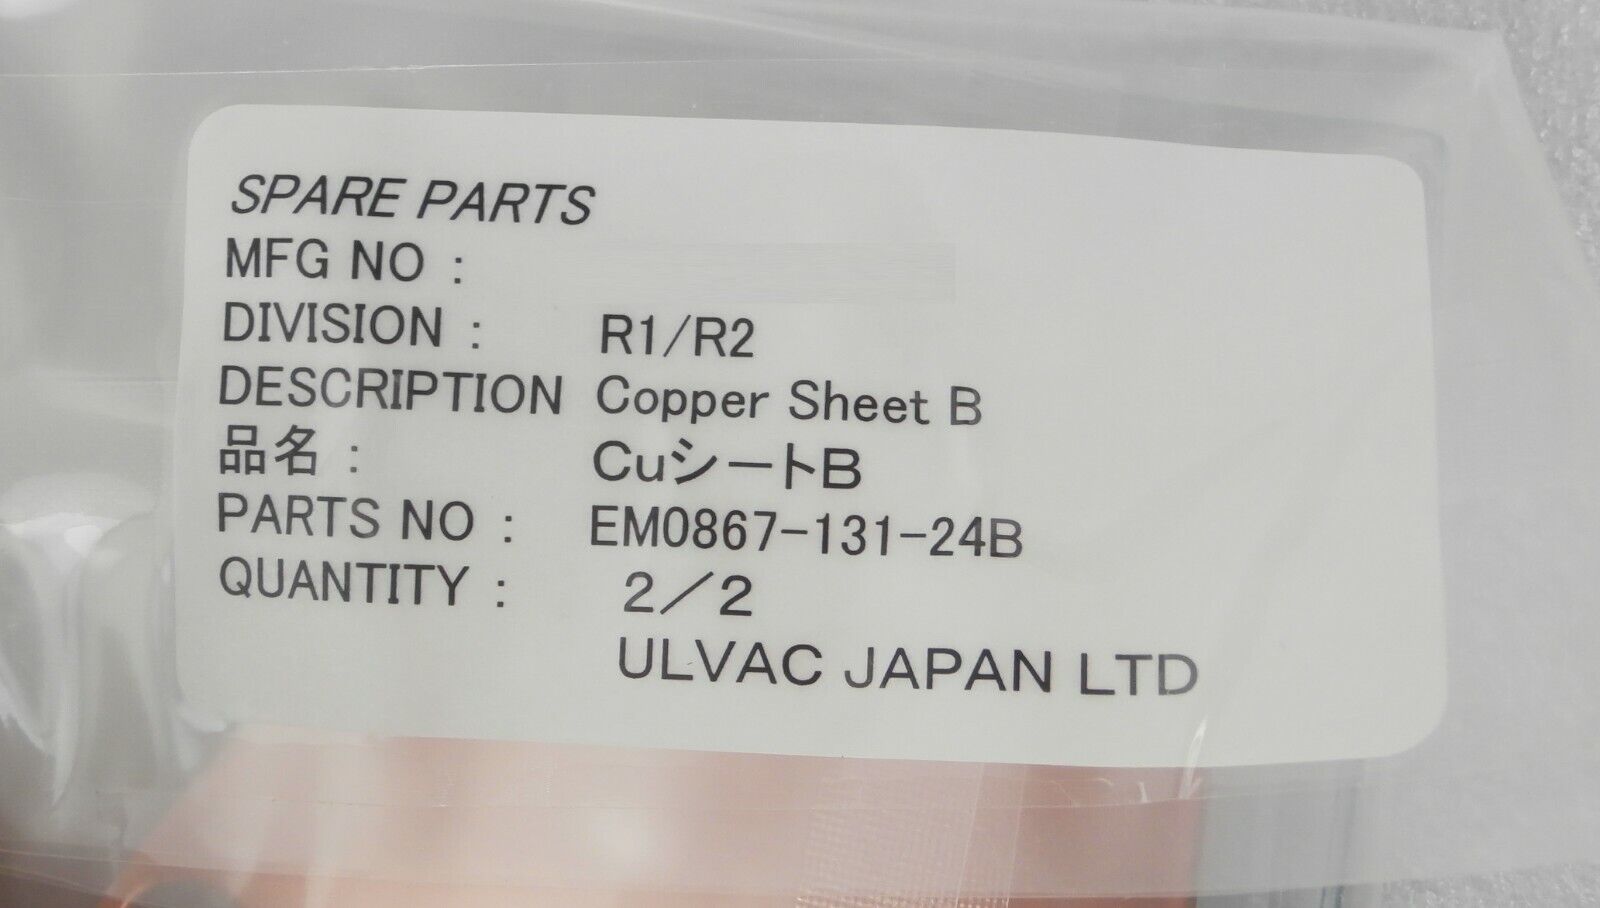 SPARE PARTS
MFG NO :
DIVISION : R1/R2
DESCRIPTION Copper Sheet B
品名 : CuシートB
PARTS NO : EM0867-131-24B
QUANTITY : 2/2
ULVAC JAPAN LTD